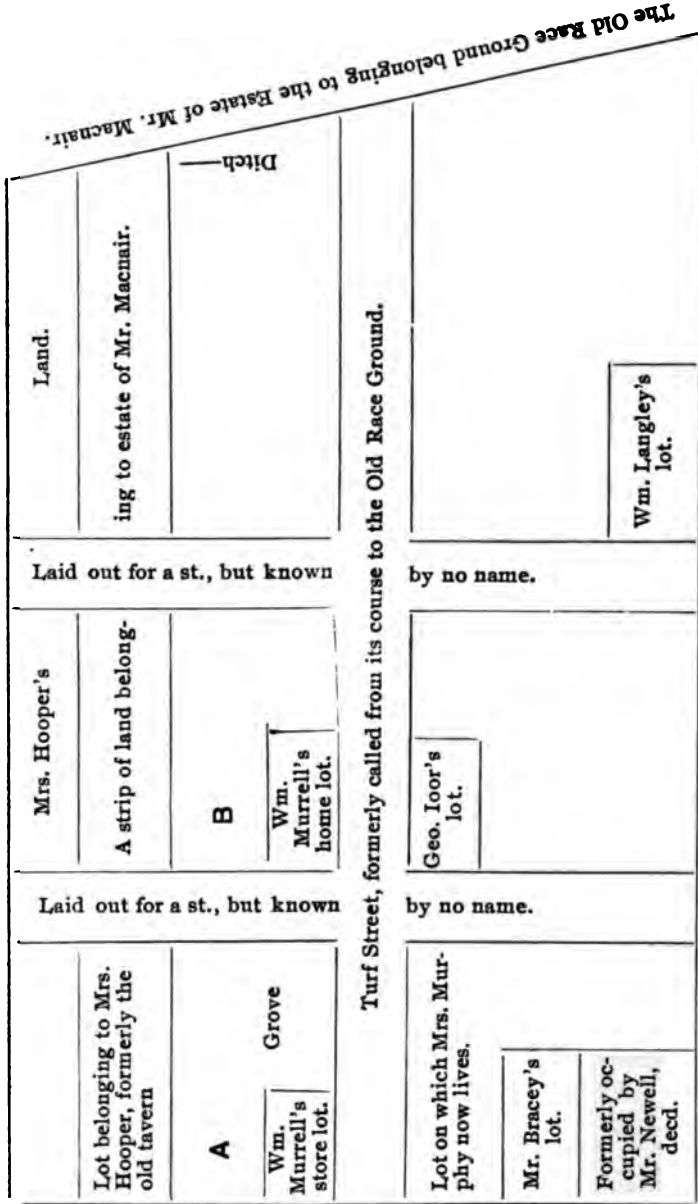 The Old Race Ground belonging to the Estate of Mr. Macnair.
Mrs. Hooper's
Land.
Lot belonging to Mrs.
Hooper, formerly the
old tavern
A strip of land belong-
ing to estate of Mr. Macnair.
Ditch
A
Grove
Wm.
Murrell's
store lot.
B
Wm.
Murrell's
home lot.
Laid out for a st., but known
by no name.
Laid out for a st., but known
by no name.
Turf Street, formerly called from its course to the Old Race Ground.
Lot on which Mrs. Mur-
phy now lives.
Mr. Bracey's
lot.
Formerly oc-
cupied by
Mr. Newell,
decd.
Geo. Ioor's
lot.
Wm. Langley's
lot.